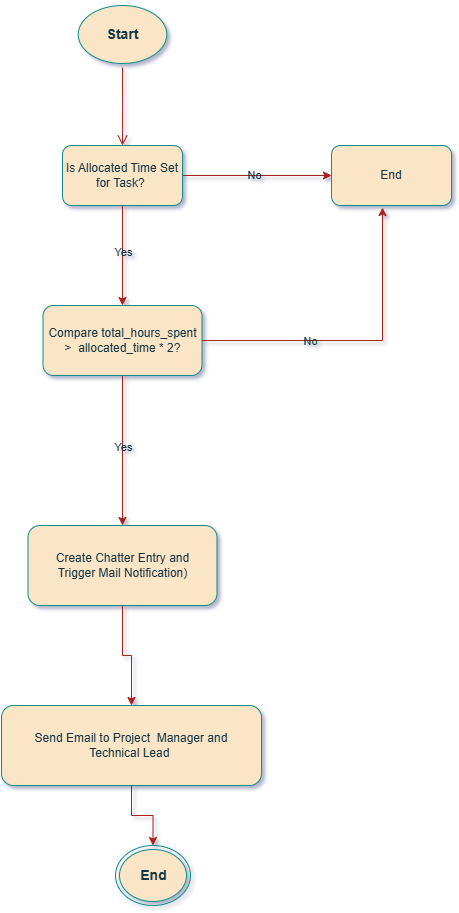 Start
Is Allocated Time Set
for Task?
No
End
Yes
Compare total_hours_spent
> allocated_time * 2?
No
Yes
Create Chatter Entry and
Trigger Mail Notification)
Send Email to Project Manager and
Technical Lead
End